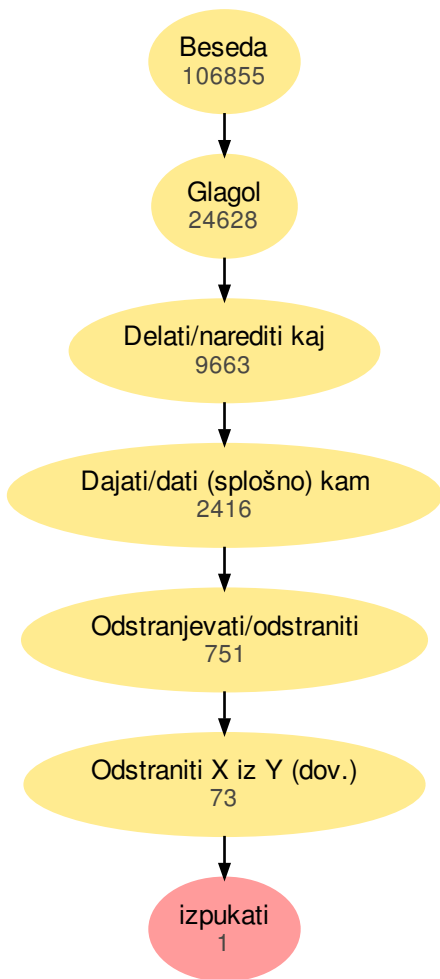 Beseda
106855
Glagol
24628
Delati/narediti kaj
9663
Dajati/dati (splošno) kam
2416
Odstranjevati/odstraniti
751
Odstraniti X iz Y (dov.)
73
izpukati
1